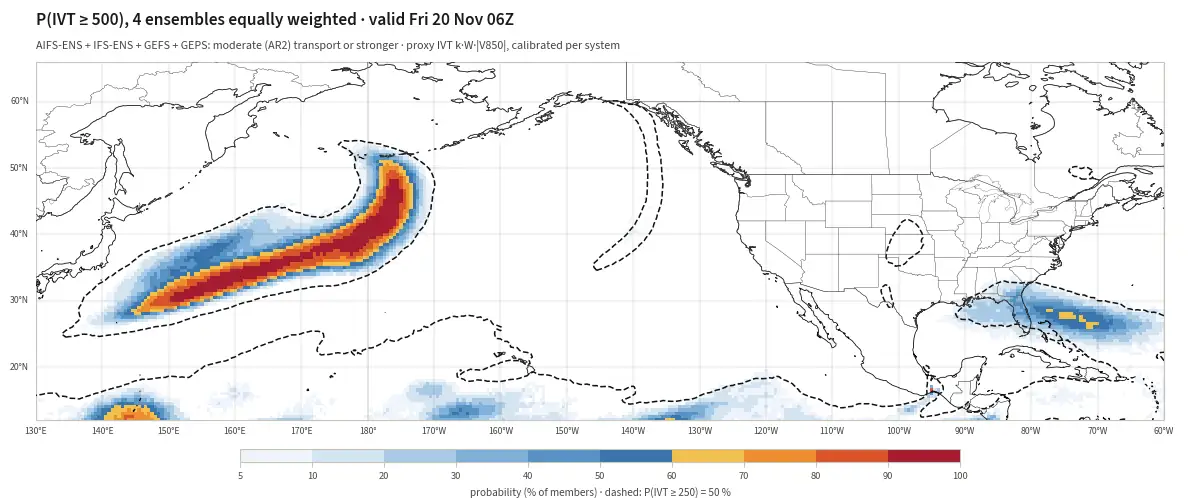 P(IVT ≥ 500), 4 ensembles equally weighted · valid Fri 20 Nov 06Z
AIFS-ENS + IFS-ENS + GEFS + GEPS: moderate (AR2) transport or stronger · proxy IVT k·W·|V850|, calibrated per system
60°N
50°N
40°N
30°N
20°N
130°E 140°E 150°E 160°E 170°E 180° 170°W 160°W 150°W 140°W 130°W 120°W 110°W 100°W 90°W 80°W 70°W 60°W
5 10 20 30 40 50 60 70 80 90 100
probability (% of members) · dashed: P(IVT ≥ 250) = 50 %